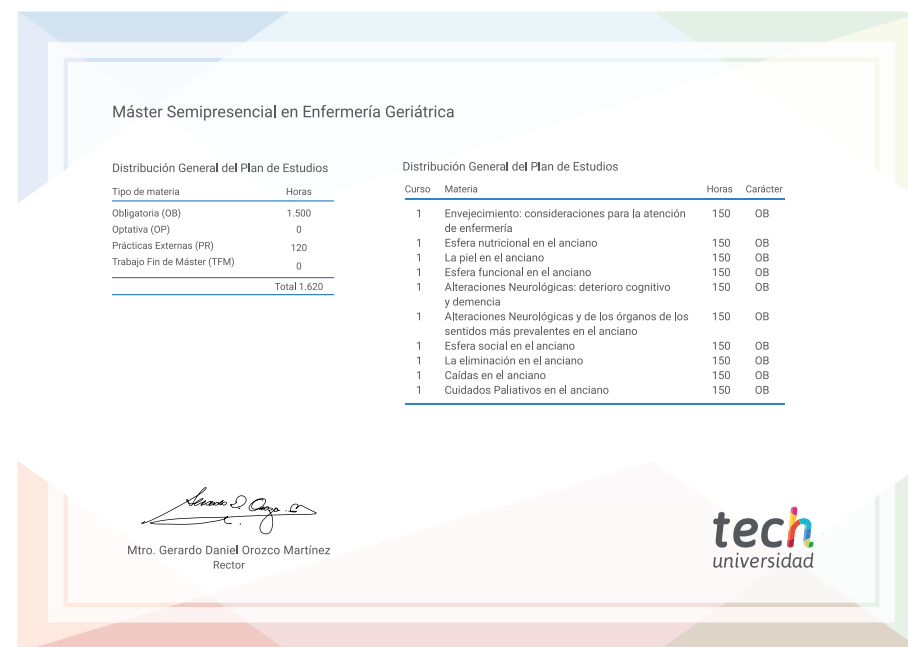 Máster Semipresencial en Enfermería Geriátrica
Distribución General del Plan de Estudios
Tipo de materia Horas
Obligatoria (OB) 1.500
Optativa (OP) 0
Prácticas Externas (PR) 120
Trabajo Fin de Máster (TFM) 0
Total 1.620
Distribución General del Plan de Estudios
Curso Materia Horas Carácter
1 Envejecimiento: consideraciones para la atención 150 OB
de enfermería
1 Esfera nutricional en el anciano 150 OB
1 La piel en el anciano 150 OB
1 Esfera funcional en el anciano 150 OB
1 Alteraciones Neurológicas: deterioro cognitivo 150 OB
y demencia
1 Alteraciones Neurológicas y de los órganos de los 150 OB
sentidos más prevalentes en el anciano
1 Esfera social en el anciano 150 OB
1 La eliminación en el anciano 150 OB
1 Caídas en el anciano 150 OB
1 Cuidados Paliativos en el anciano 150 OB
Mtro. Gerardo Daniel Orozco Martínez
Rector
tech
universidad